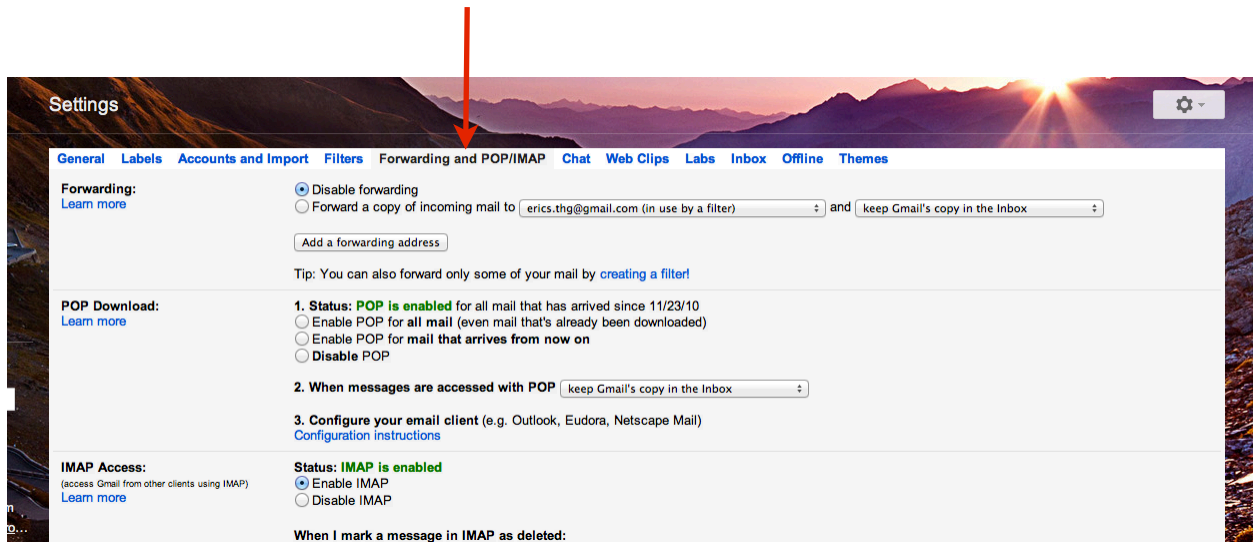 Settings
General Labels Accounts and Import Filters Forwarding and POP/IMAP Chat Web Clips Labs Inbox Offline Themes
Forwarding:
Learn more
Disable forwarding
Forward a copy of incoming mail to erics.thg@gmail.com (in use by a filter) and keep Gmail's copy in the Inbox
Add a forwarding address
Tip: You can also forward only some of your mail by creating a filter!
POP Download:
Learn more
1. Status: POP is enabled for all mail that has arrived since 11/23/10
Enable POP for all mail (even mail that's already been downloaded)
Enable POP for mail that arrives from now on
Disable POP
2. When messages are accessed with POP keep Gmail's copy in the Inbox
3. Configure your email client (e.g. Outlook, Eudora, Netscape Mail)
Configuration instructions
IMAP Access:
(access Gmail from other clients using IMAP)
Learn more
Status: IMAP is enabled
Enable IMAP
Disable IMAP
When I mark a message in IMAP as deleted: